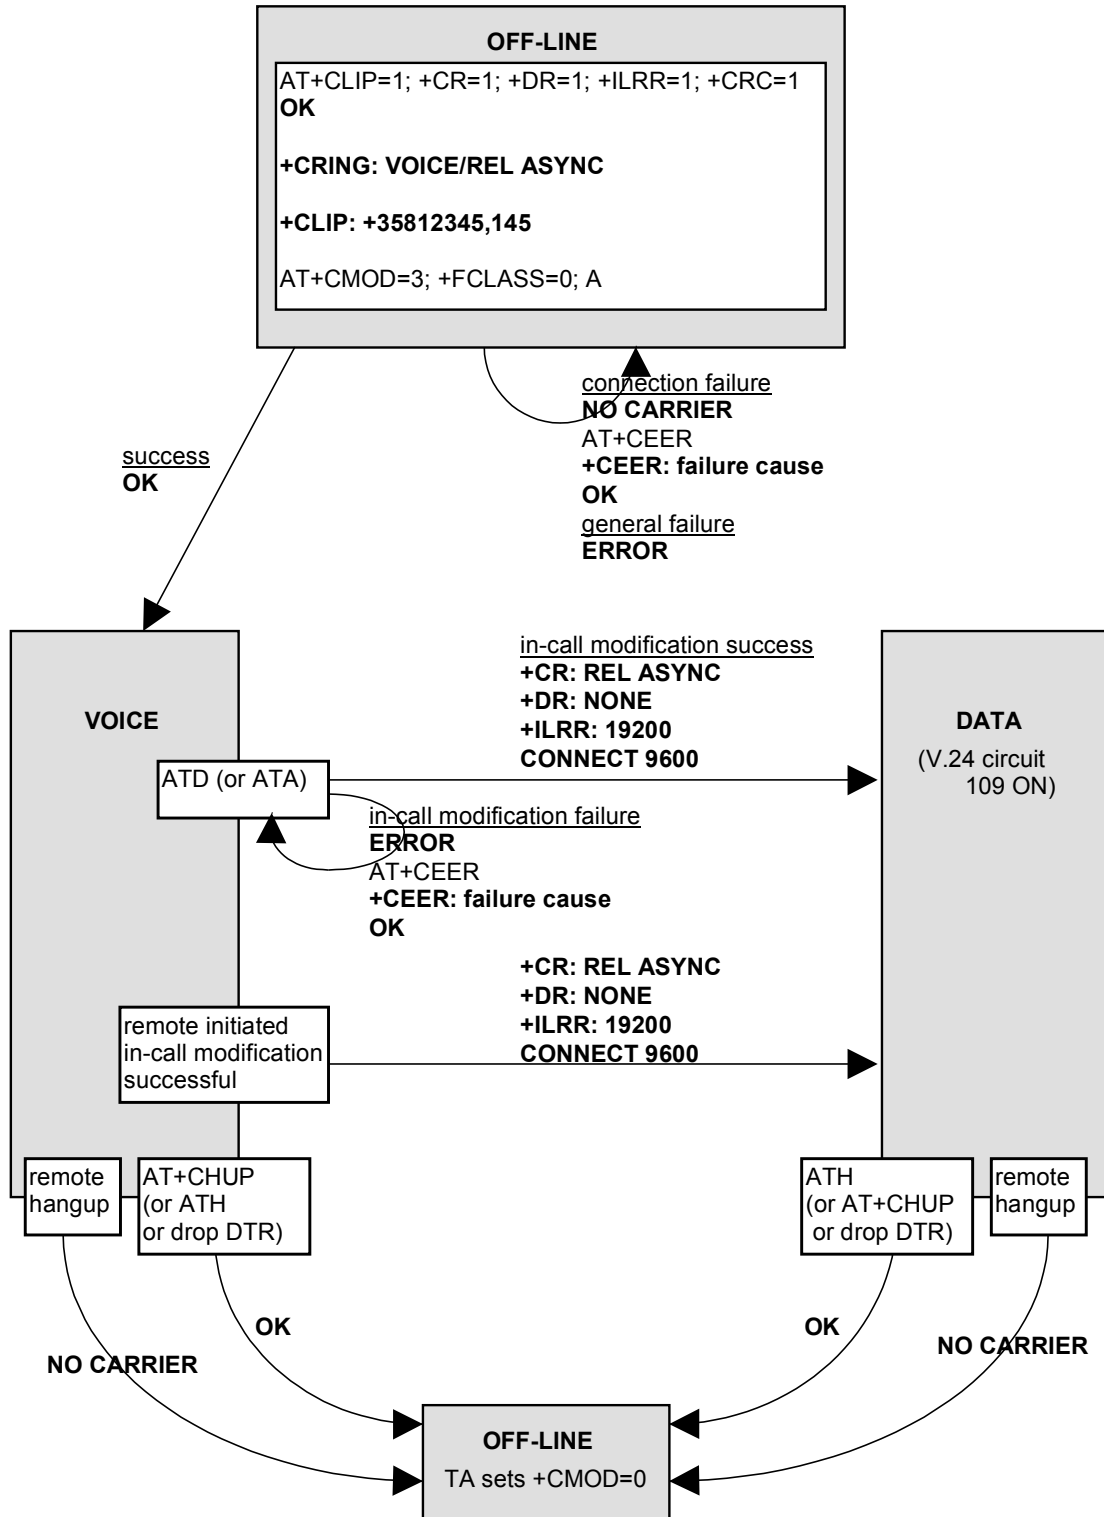 OFF-LINE
AT+CLIP=1; +CR=1; +DR=1; +ILRR=1; +CRC=1
OK
+CRING: VOICE/REL ASYNC
+CLIP: +35812345,145
AT+CMOD=3; +FCLASS=0; A
connection failure
NO CARRIER
AT+CEER
+CEER: failure cause
OK
general failure
ERROR
success
OK
VOICE
ATD (or ATA)
in-call modification success
+CR: REL ASYNC
+DR: NONE
+ILRR: 19200
CONNECT 9600
DATA
(V.24 circuit
109 ON)
in-call modification failure
ERROR
AT+CEER
+CEER: failure cause
OK
remote initiated
in-call modification
successful
+CR: REL ASYNC
+DR: NONE
+ILRR: 19200
CONNECT 9600
remote
hangup
AT+CHUP
(or ATH
or drop DTR)
ATH
(or AT+CHUP
or drop DTR)
remote
hangup
NO CARRIER
OK
OK
NO CARRIER
OFF-LINE
TA sets +CMOD=0